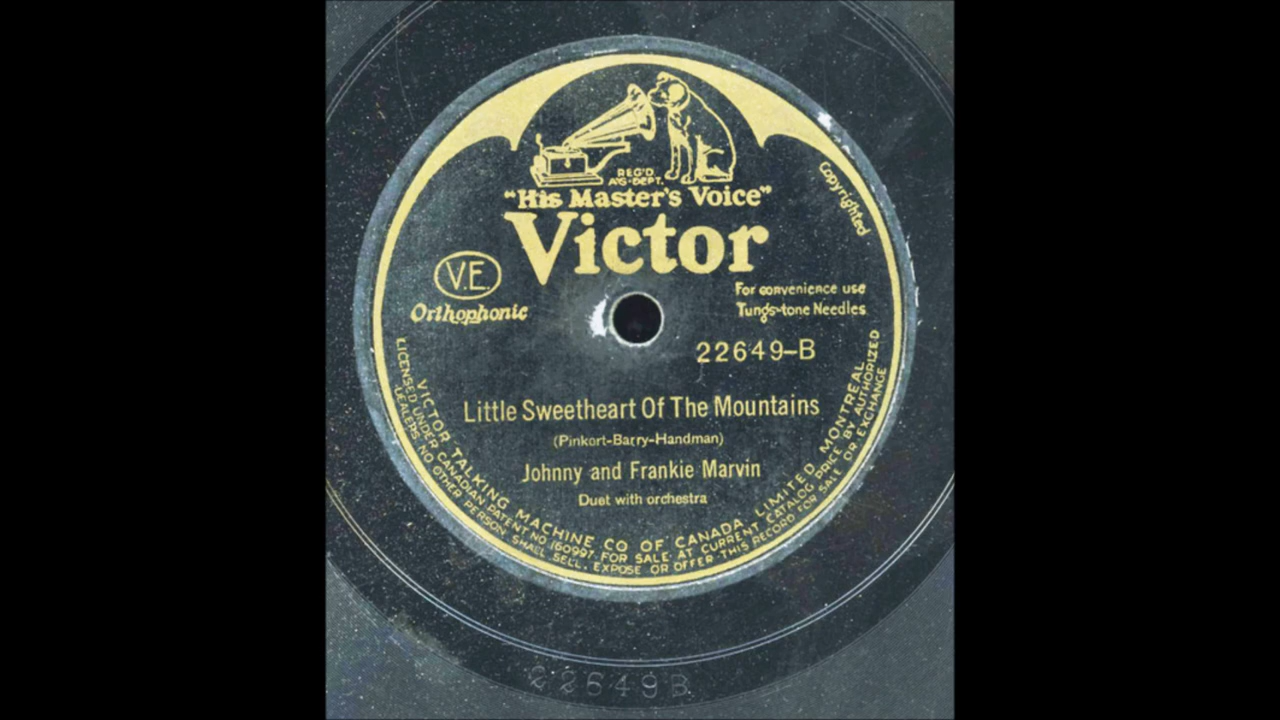 REG'D.
"His Master's Voice"
Victor
Copyrighted
V.E.
Orthophonic
For convenience use
Tungs-tone Needles
22649-B
Little Sweetheart Of The Mountains
(Pinkort-Barry-Handman)
Johnny and Frankie Marvin
Duet with orchestra
VICTOR TALKING MACHINE CO OF CANADA, LIMITED MONTREAL
LICENSED UNDER CANADIAN PATENT NO 160997. FOR SALE AT CURRENT CATALOG PRICE BY AUTHORIZED
DEALERS NO OTHER PERSON SHALL SELL, EXPOSE OR OFFER THIS RECORD FOR SALE OR EXCHANGE
22649B